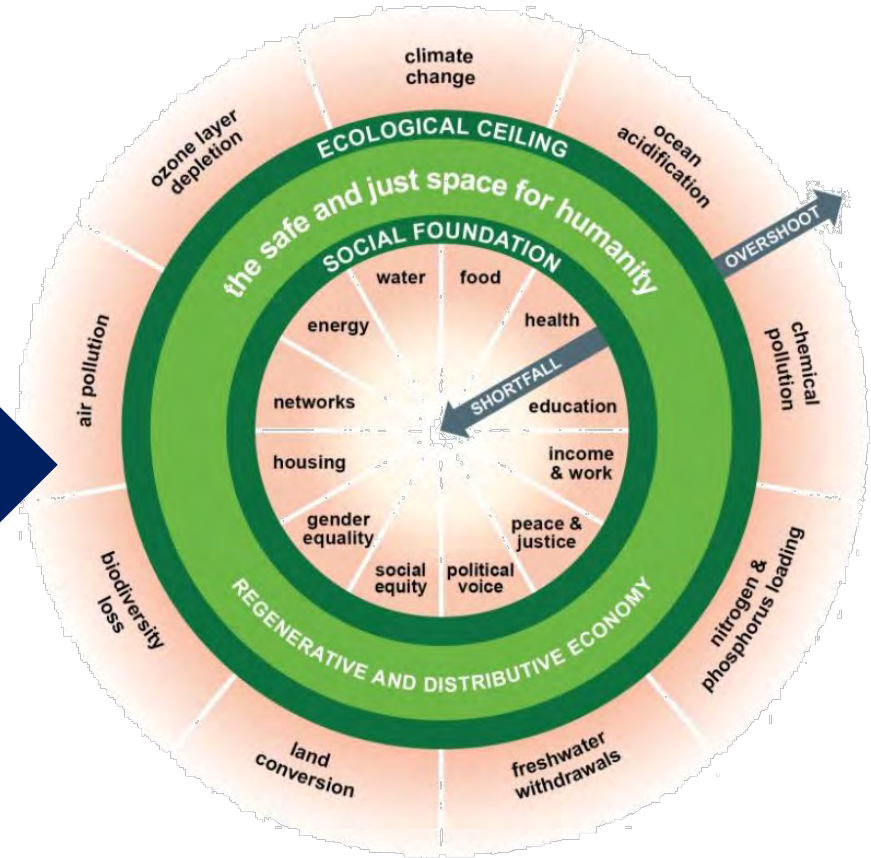 climate
change
ocean
acidification
OVERSHOOT
chemical
pollution
nitrogen &
phosphorus loading
freshwater
withdrawals
land
conversion
biodiversity
loss
air pollution
ozone layer
depletion
ECOLOGICAL CEILING
the safe and just space for humanity
SOCIAL FOUNDATION
water
food
health
SHORTFALL
education
income
& work
peace &
justice
political
voice
social
equity
gender
equality
housing
networks
energy
REGENERATIVE AND DISTRIBUTIVE ECONOMY